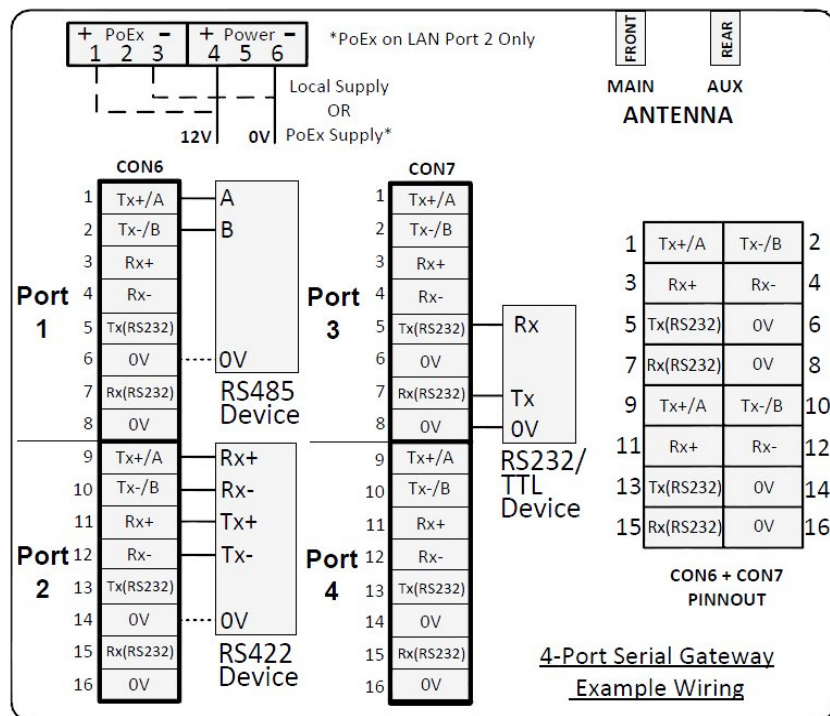 + PoEx - + Power -
1 2 3 4 5 6
*PoEx on LAN Port 2 Only
Local Supply
OR
PoEx Supply*
12V 0V
FRONT REAR
MAIN AUX
ANTENNA
CON6
Port 1
1 Tx+/A A
2 Tx-/B B
3 Rx+
4 Rx-
5 Tx(RS232)
6 0V 0V
7 Rx(RS232)
8 0V
RS485
Device
Port 2
9 Tx+/A Rx+
10 Tx-/B Rx-
11 Rx+ Tx+
12 Rx- Tx-
13 Tx(RS232)
14 0V 0V
15 Rx(RS232)
16 0V
RS422
Device
CON7
Port 3
1 Tx+/A
2 Tx-/B
3 Rx+
4 Rx-
5 Tx(RS232) Rx
6 0V
7 Rx(RS232) Tx
8 0V 0V
RS232/
TTL
Device
Port 4
9 Tx+/A
10 Tx-/B
11 Rx+
12 Rx-
13 Tx(RS232)
14 0V
15 Rx(RS232)
16 0V
1 Tx+/A Tx-/B 2
3 Rx+ Rx- 4
5 Tx(RS232) 0V 6
7 Rx(RS232) 0V 8
9 Tx+/A Tx-/B 10
11 Rx+ Rx- 12
13 Tx(RS232) 0V 14
15 Rx(RS232) 0V 16
CON6 + CON7
PINNOUT
4-Port Serial Gateway
Example Wiring